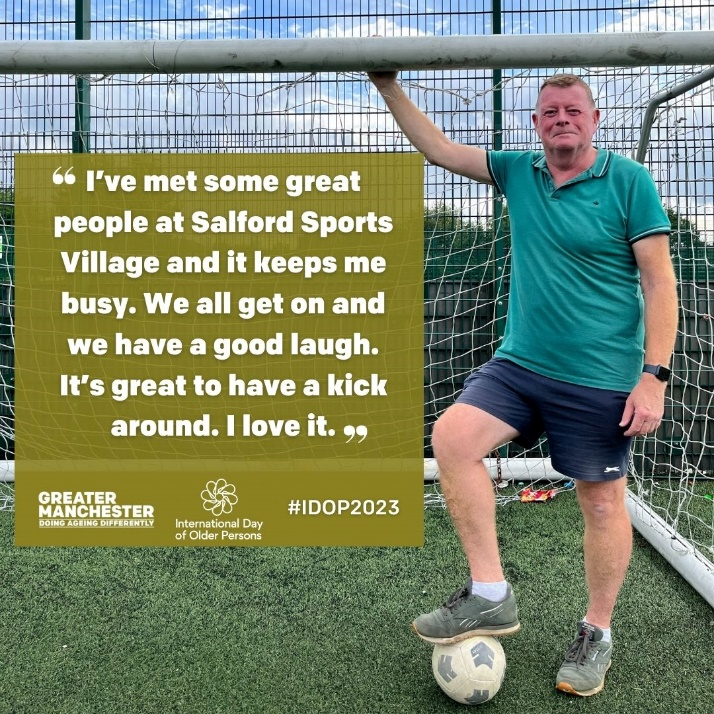 “ I’ve met some great
people at Salford Sports
Village and it keeps me
busy. We all get on and
we have a good laugh.
It’s great to have a kick
around. I love it. ”
GREATER
MANCHESTER
DOING AGEING DIFFERENTLY
International Day
of Older Persons
#IDOP2023